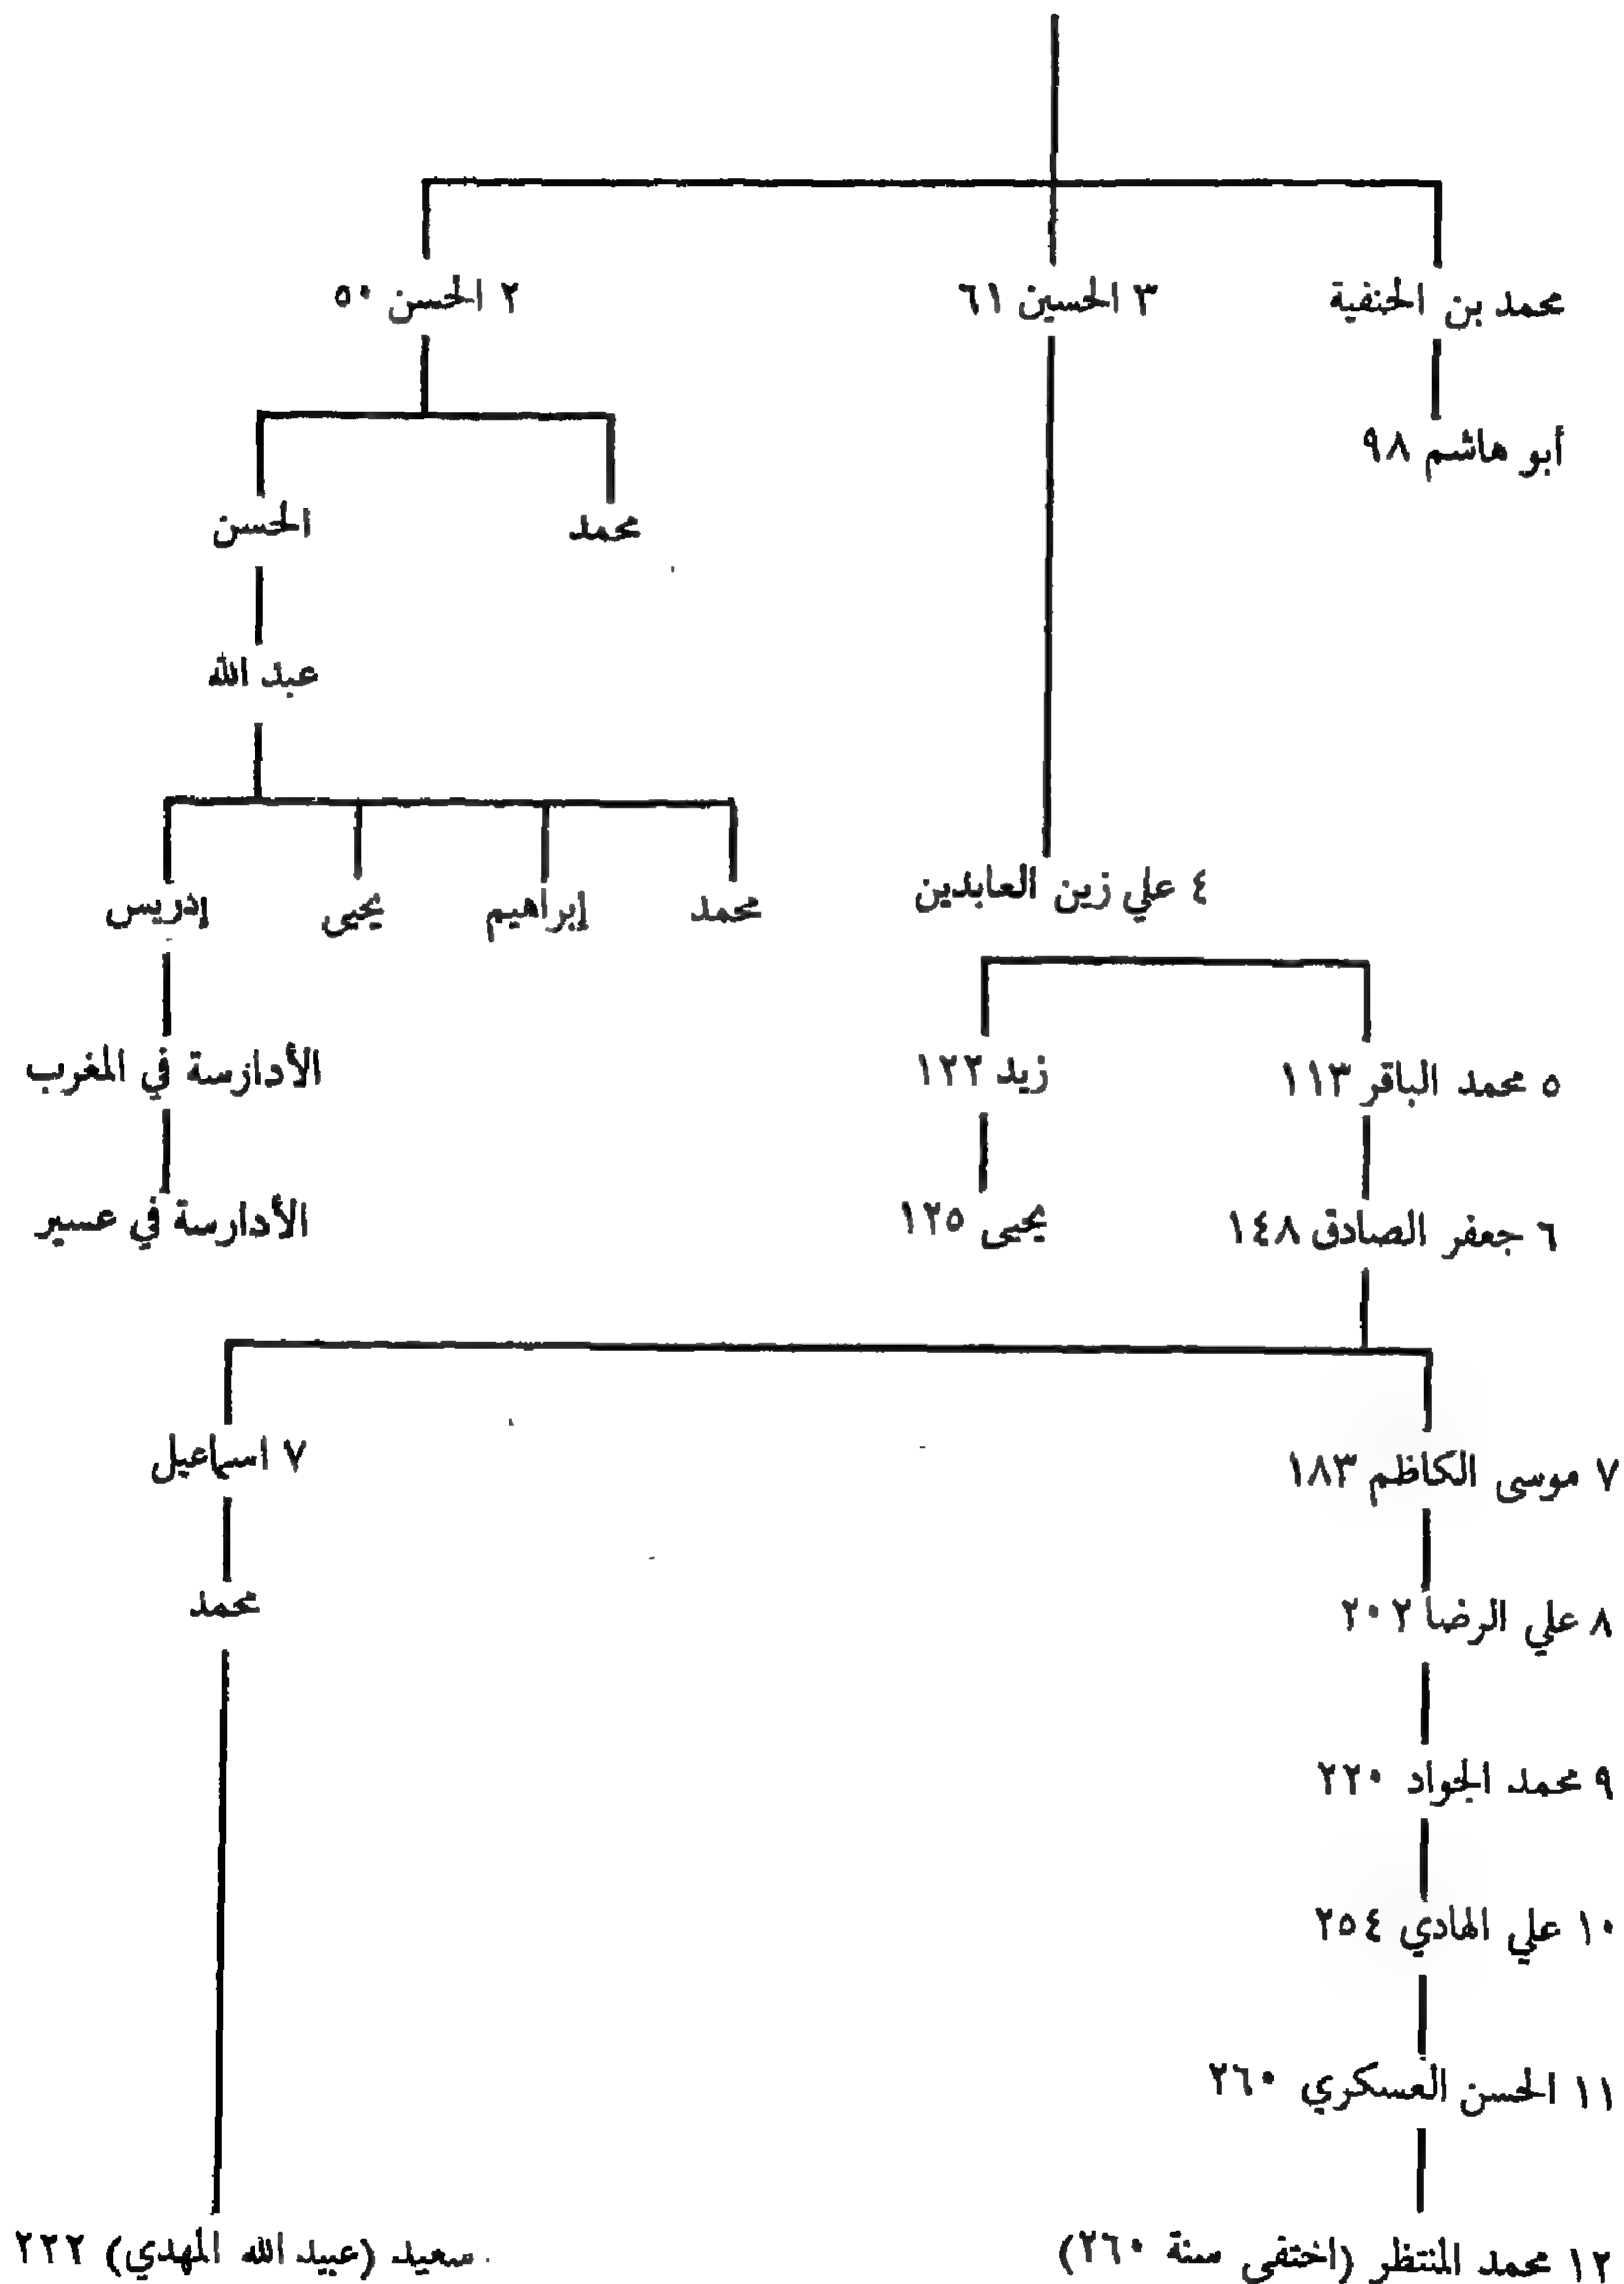 محمد بن الحنفية
٣ الحسين ٦١
٢ الحسن ٥٠
أبو هاشم ٩٨
محمد
الحسن
عبد الله
٤ علي زين العابدين
محمد
إبراهيم
يحيى
إدريس
٥ محمد الباقر ١١٣
زيد ١٢٢
الأدارسة في المغرب
٦ جعفر الصادق ١٤٨
يحيى ١٢٥
الأدارسة في عسير
٧ موسى الكاظم ١٨٣
٧ اسماعيل
٨ علي الرضا ٢٠٢
محمد
٩ محمد الجواد ٢٢٠
١٠ علي الهادي ٢٥٤
١١ الحسن العسكري ٢٦٠
١٢ محمد المنتظر (اختفى سنة ٢٦٠)
سعيد (عبيد الله المهدي) ٢٢٢